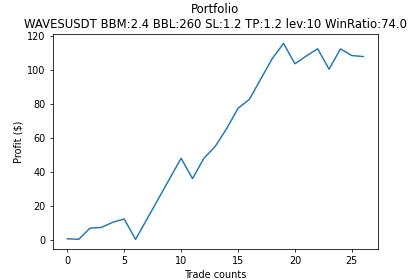 Portfolio
WAVESUSDT BBM:2.4 BBL:260 SL:1.2 TP:1.2 lev:10 WinRatio:74.0
120
100
80
60
40
20
0
Profit ($)
0 5 10 15 20 25
Trade counts